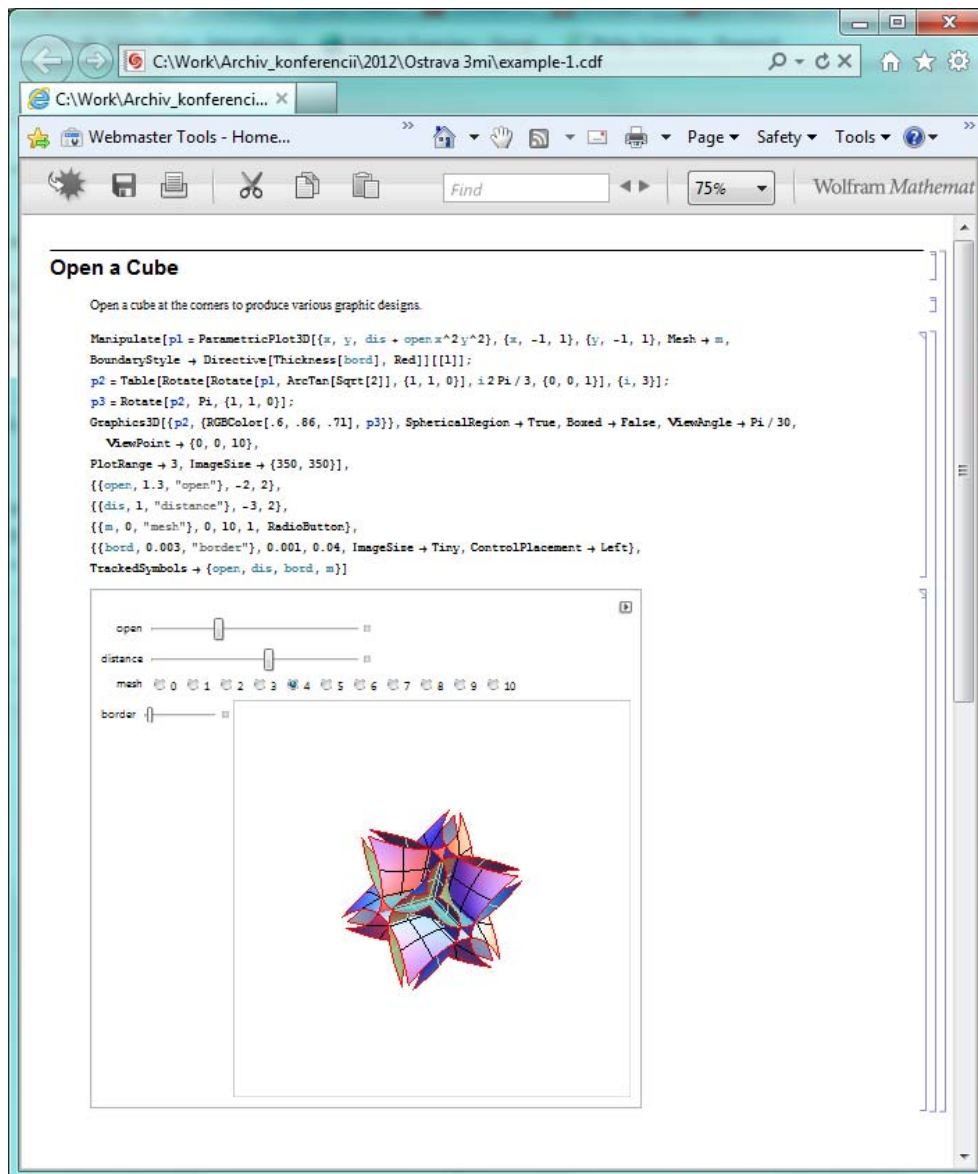 C:\Work\Archiv_konferencii\2012\Ostrava 3mi\example-1.cdf
C:\Work\Archiv_konferenci...
Webmaster Tools - Home...
Page
Safety
Tools
Find
75%
Wolfram Mathemat
Open a Cube
Open a cube at the corners to produce various graphic designs.
Manipulate[p1 = ParametricPlot3D[{x, y, dis + open x^2 y^2}, {x, -1, 1}, {y, -1, 1}, Mesh → m,
BoundaryStyle → Directive[Thickness[bord], Red]][[1]];
p2 = Table[Rotate[Rotate[p1, ArcTan[Sqrt[2]], {1, 1, 0}], i 2 Pi / 3, {0, 0, 1}], {i, 3}];
p3 = Rotate[p2, Pi, {1, 1, 0}];
Graphics3D[{p2, {RGBColor[.6, .86, .71], p3}}, SphericalRegion → True, Boxed → False, ViewAngle → Pi / 30,
ViewPoint → {0, 0, 10},
PlotRange → 3, ImageSize → {350, 350}],
{{open, 1.3, "open"}, -2, 2},
{{dis, 1, "distance"}, -3, 2},
{{m, 0, "mesh"}, 0, 10, 1, RadioButton},
{{bord, 0.003, "border"}, 0.001, 0.04, ImageSize → Tiny, ControlPlacement → Left},
TrackedSymbols → {open, dis, bord, m}]
open
distance
mesh 0 1 2 3 4 5 6 7 8 9 10
border